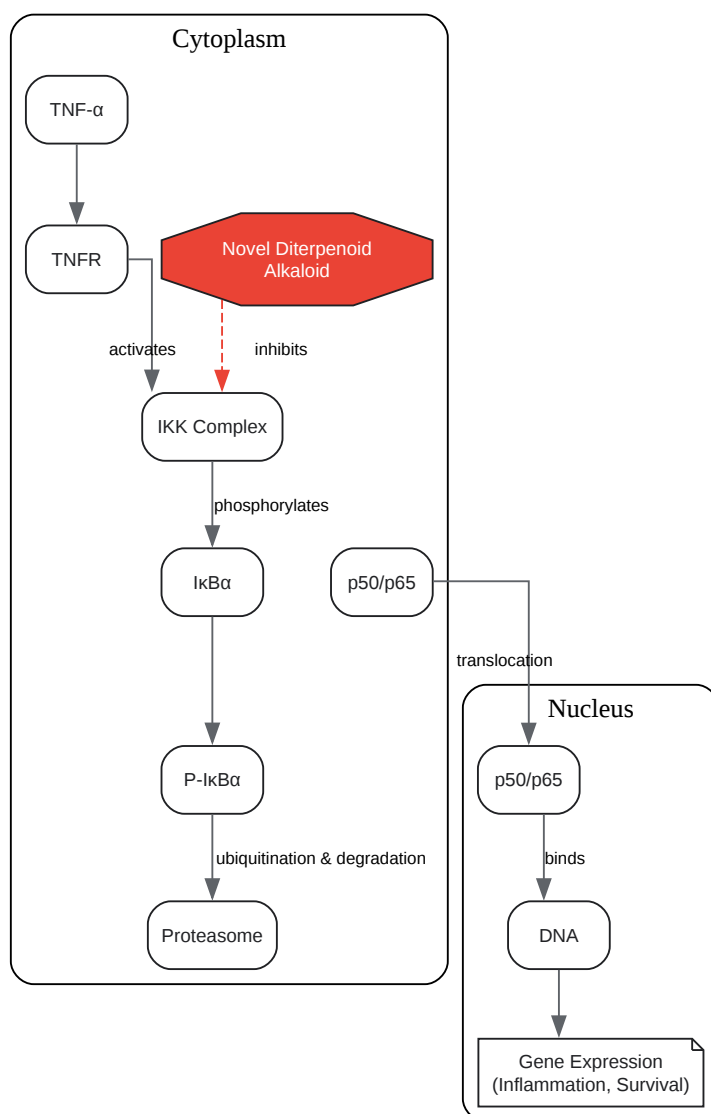 Cytoplasm
TNF-α
TNFR
Novel Diterpenoid
Alkaloid
activates
inhibits
IKK Complex
phosphorylates
IκBα
p50/p65
translocation
Nucleus
P-IκBα
p50/p65
ubiquitination & degradation
binds
Proteasome
DNA
Gene Expression
(Inflammation, Survival)